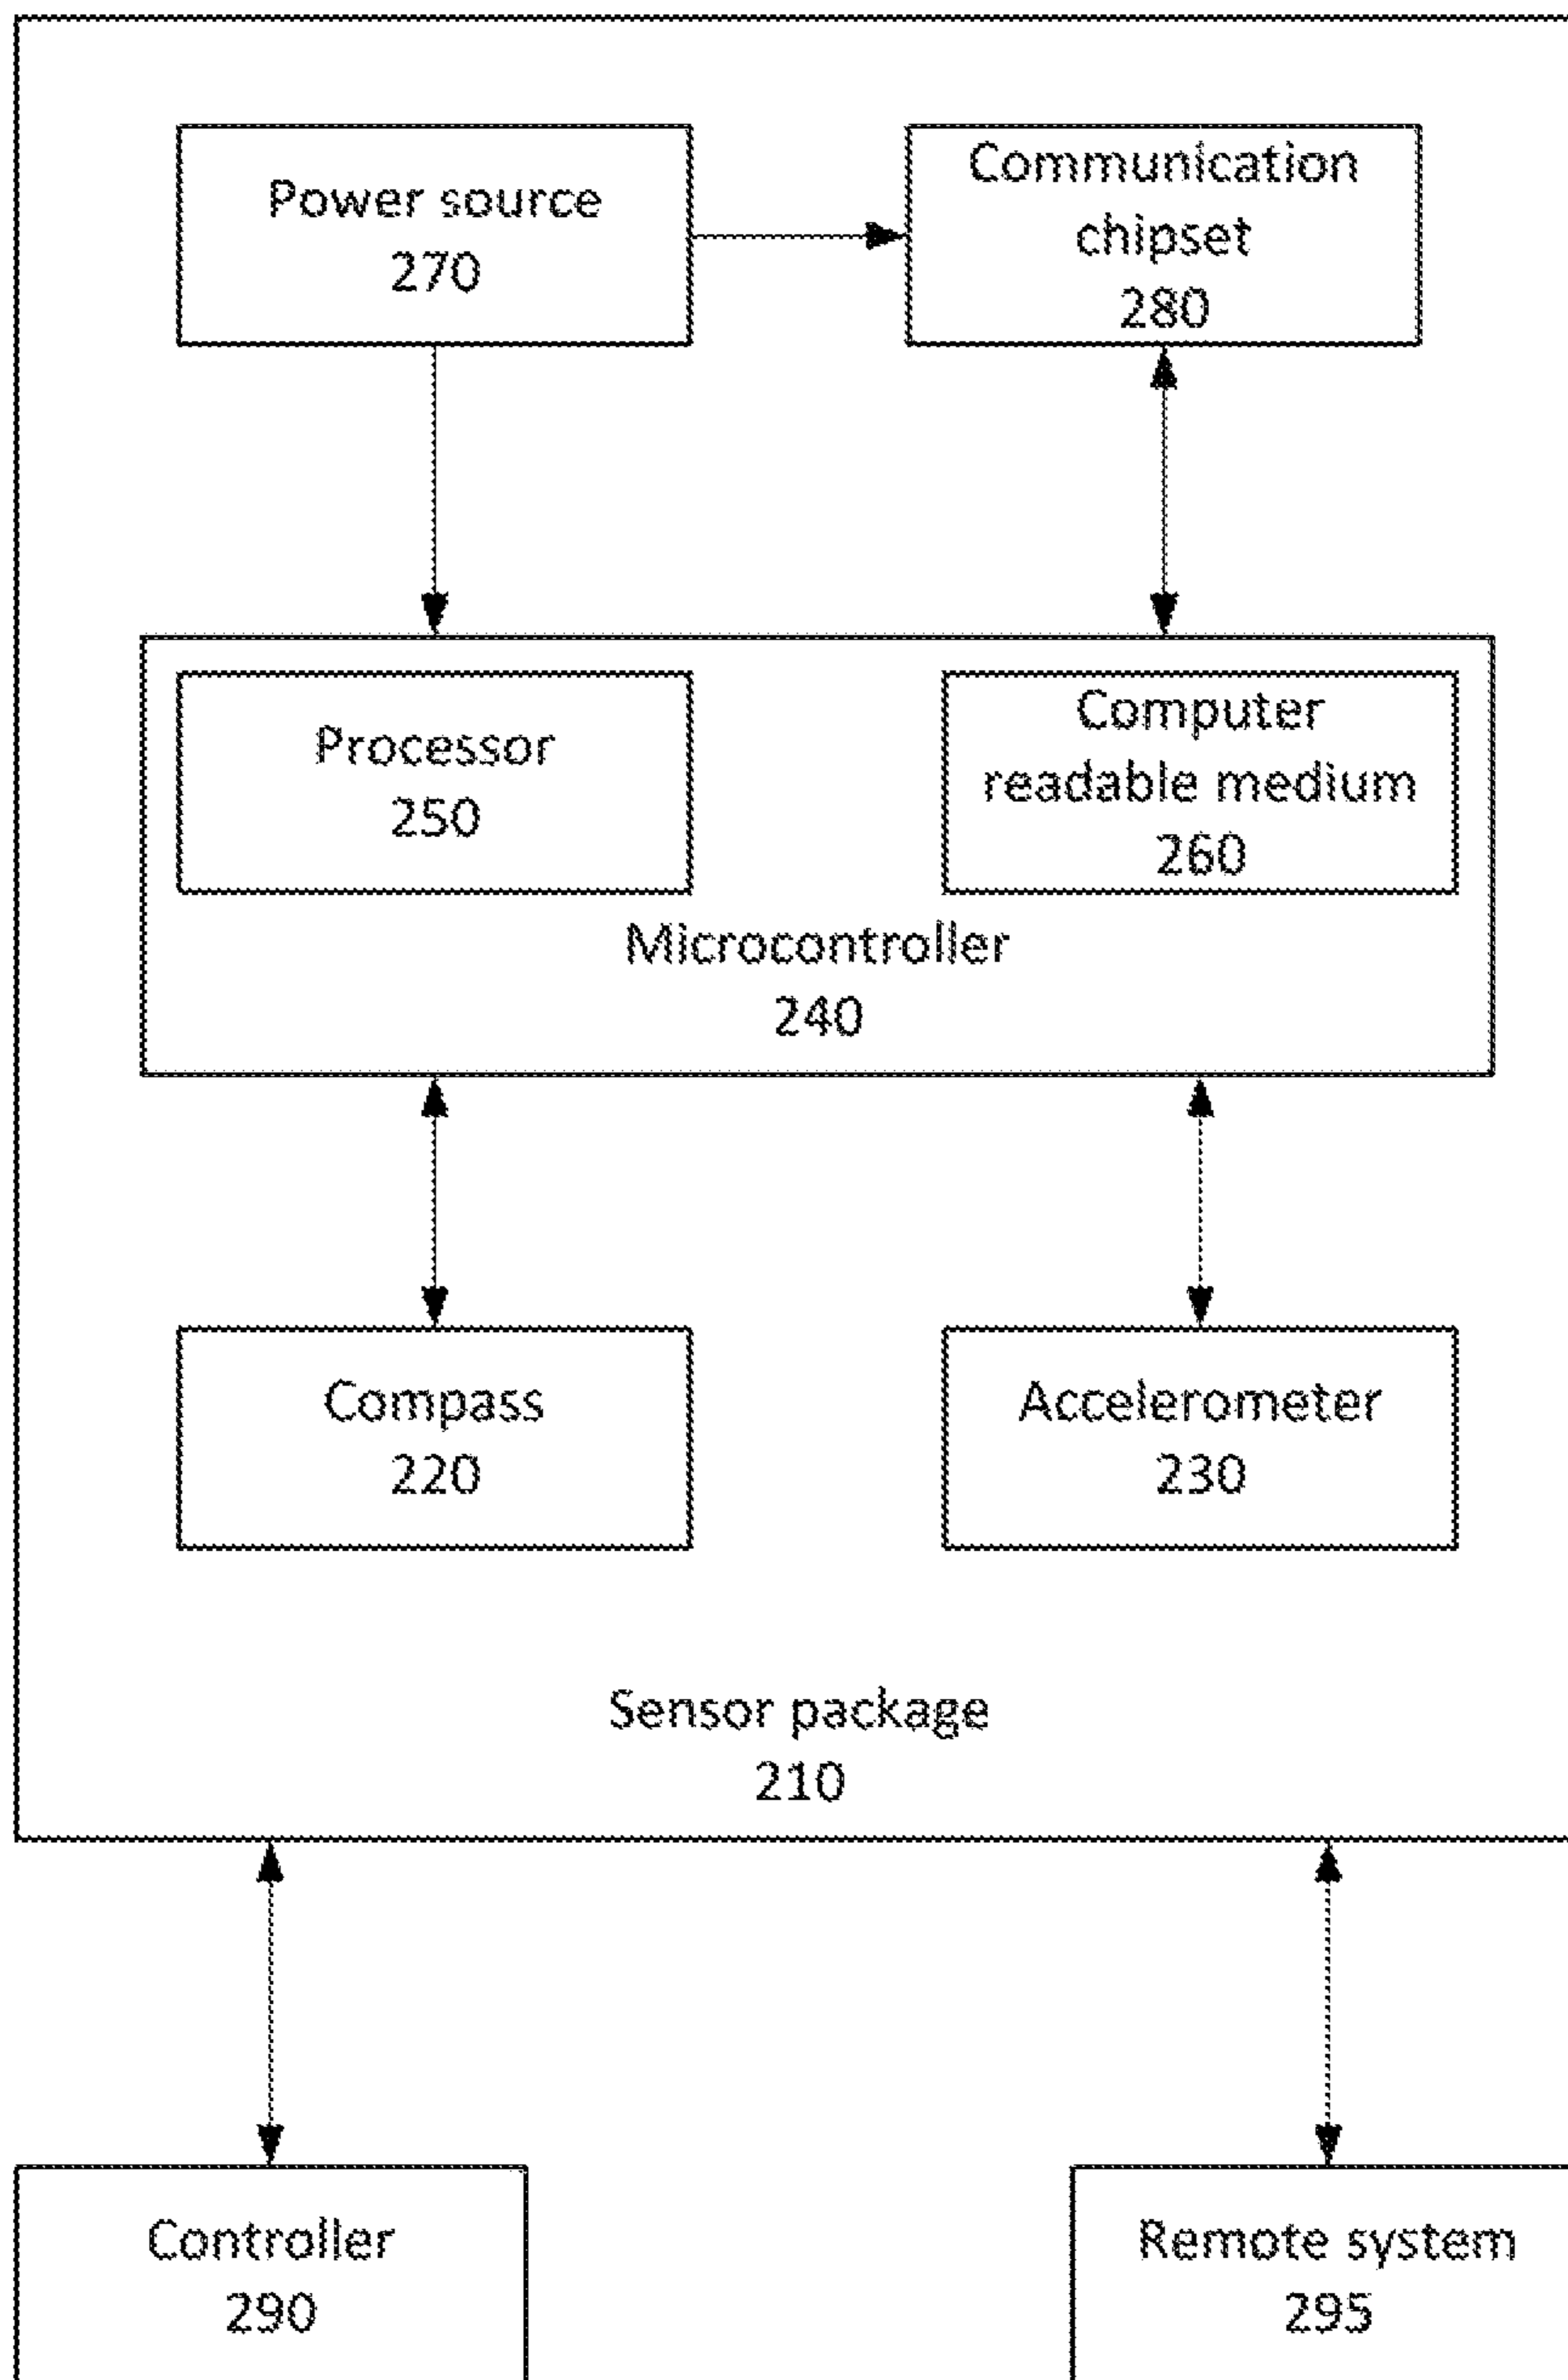 Power source
270
Communication
chipset
280
Processor
250
Computer
readable medium
260
Microcontroller
240
Compass
220
Accelerometer
230
Sensor package
210
Controller
290
Remote system
295